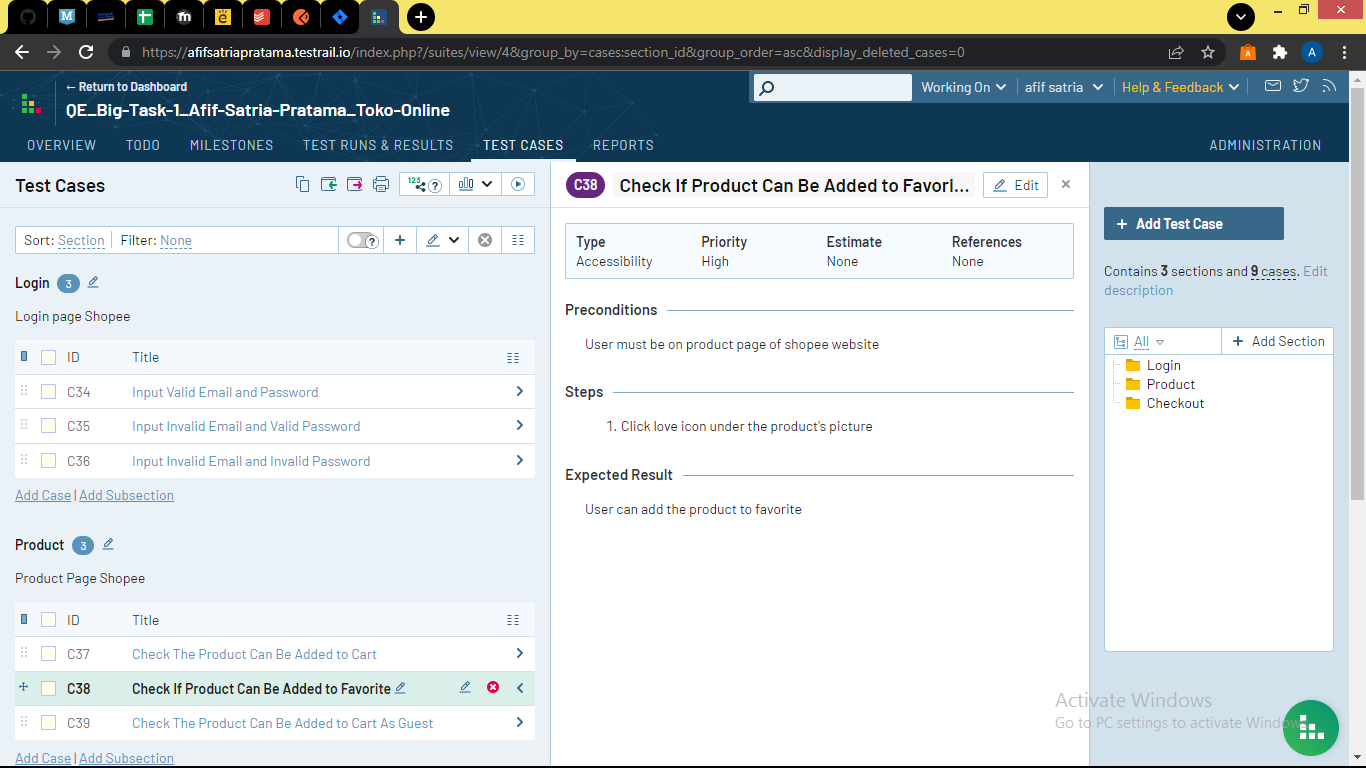 https://afifsatriapratama.testrail.io/index.php?/suites/view/4&group_by=cases:section_id&group_order=asc&display_deleted_cases=0
A
← Return to Dashboard
QE_Big-Task-1_Afif-Satria-Pratama_Toko-Online
Working On
afif satria
Help & Feedback
OVERVIEW
TODO
MILESTONES
TEST RUNS & RESULTS
TEST CASES
REPORTS
ADMINISTRATION
Test Cases
123
?
Sort: Section
Filter: None
?
Login 3
Login page Shopee
ID Title
C34 Input Valid Email and Password
C35 Input Invalid Email and Valid Password
C36 Input Invalid Email and Invalid Password
Add Case | Add Subsection
Product 3
Product Page Shopee
ID Title
C37 Check The Product Can Be Added to Cart
C38 Check If Product Can Be Added to Favorite
C39 Check The Product Can Be Added to Cart As Guest
Add Case | Add Subsection
C38 Check If Product Can Be Added to Favori...
Edit
Type Priority Estimate References
Accessibility High None None
Preconditions
User must be on product page of shopee website
Steps
1. Click love icon under the product's picture
Expected Result
User can add the product to favorite
+ Add Test Case
Contains 3 sections and 9 cases. Edit
description
All
+ Add Section
Login
Product
Checkout
Activate Windows
Go to PC settings to activate Windows.